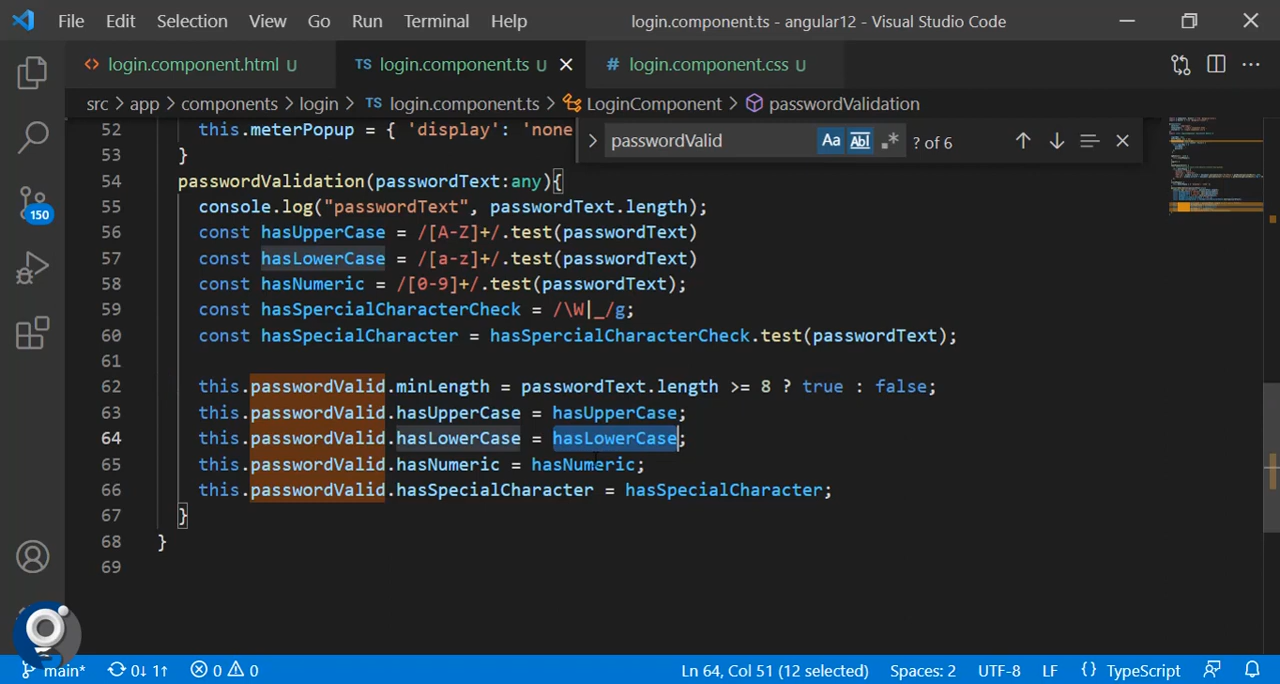 File Edit Selection View Go Run Terminal Help login.component.ts - angular12 - Visual Studio Code
<> login.component.html U TS login.component.ts U # login.component.css U
src > app > components > login > TS login.component.ts > LoginComponent > passwordValidation
passwordValid Aa Abl .* ? of 6
52 this.meterPopup = { 'display': 'none
53 }
54 passwordValidation(passwordText:any){
55 console.log("passwordText", passwordText.length);
56 const hasUpperCase = /[A-Z]+/.test(passwordText)
57 const hasLowerCase = /[a-z]+/.test(passwordText)
58 const hasNumeric = /[0-9]+/.test(passwordText);
59 const hasSpercialCharacterCheck = /\W|_/g;
60 const hasSpecialCharacter = hasSpercialCharacterCheck.test(passwordText);
61
62 this.passwordValid.minLength = passwordText.length >= 8 ? true : false;
63 this.passwordValid.hasUpperCase = hasUpperCase;
64 this.passwordValid.hasLowerCase = hasLowerCase;
65 this.passwordValid.hasNumeric = hasNumeric;
66 this.passwordValid.hasSpecialCharacter = hasSpecialCharacter;
67 }
68 }
69
150
main* 0↓ 1↑ 0 0 Ln 64, Col 51 (12 selected) Spaces: 2 UTF-8 LF {} TypeScript